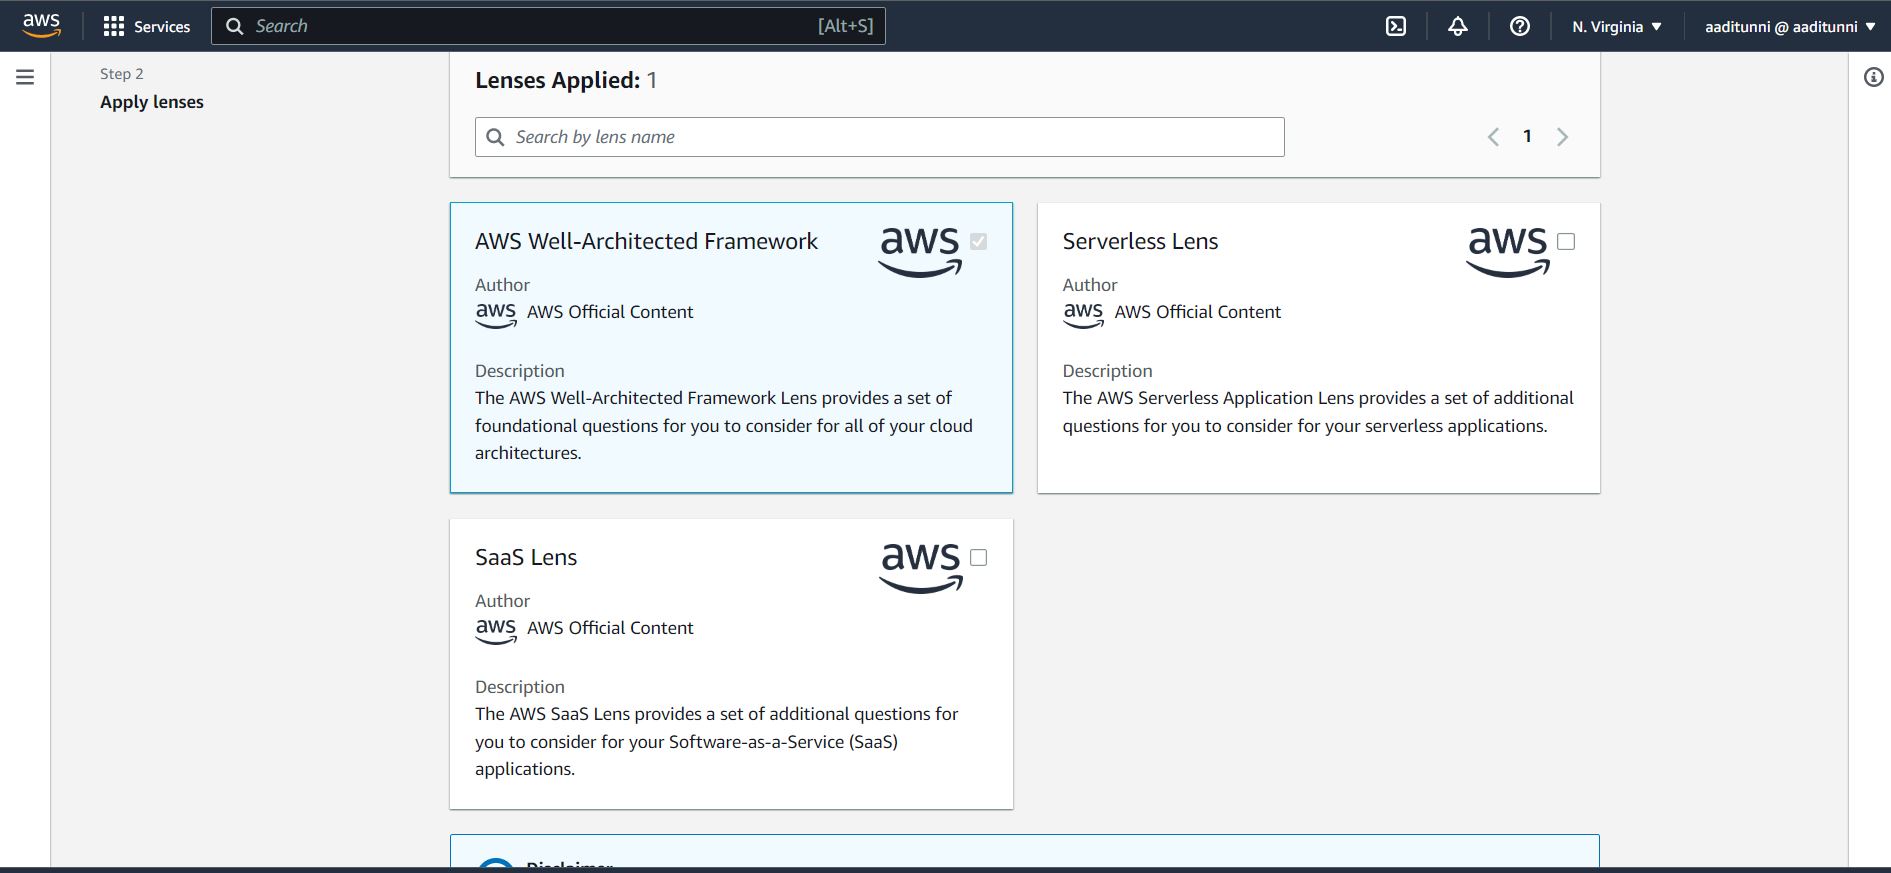 aws
Services
Search
[Alt+S]
N. Virginia
aaditunni @ aaditunni
Step 2
Apply lenses
Lenses Applied: 1
Search by lens name
1
AWS Well-Architected Framework
aws
Author
aws AWS Official Content
Description
The AWS Well-Architected Framework Lens provides a set of
foundational questions for you to consider for all of your cloud
architectures.
Serverless Lens
aws
Author
aws AWS Official Content
Description
The AWS Serverless Application Lens provides a set of additional
questions for you to consider for your serverless applications.
SaaS Lens
aws
Author
aws AWS Official Content
Description
The AWS SaaS Lens provides a set of additional questions for
you to consider for your Software-as-a-Service (SaaS)
applications.
Disclaimer